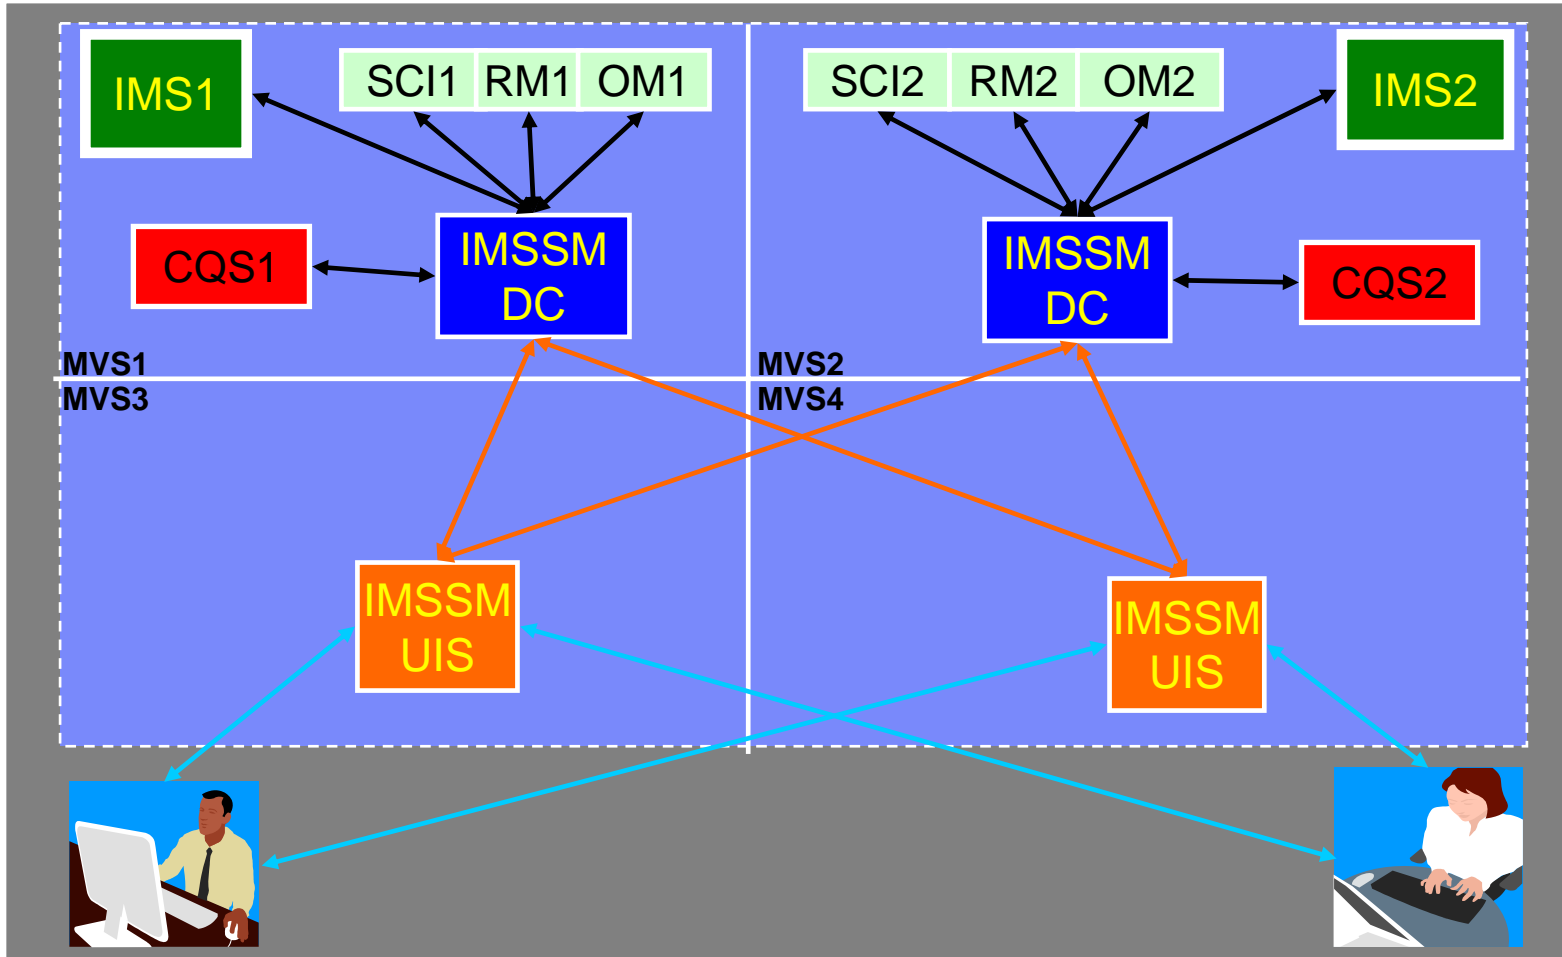 IMS1
SCI1 RM1 OM1
SCI2 RM2 OM2
IMS2
CQS1
IMSSM
DC
IMSSM
DC
CQS2
MVS1
MVS2
MVS3
MVS4
IMSSM
UIS
IMSSM
UIS